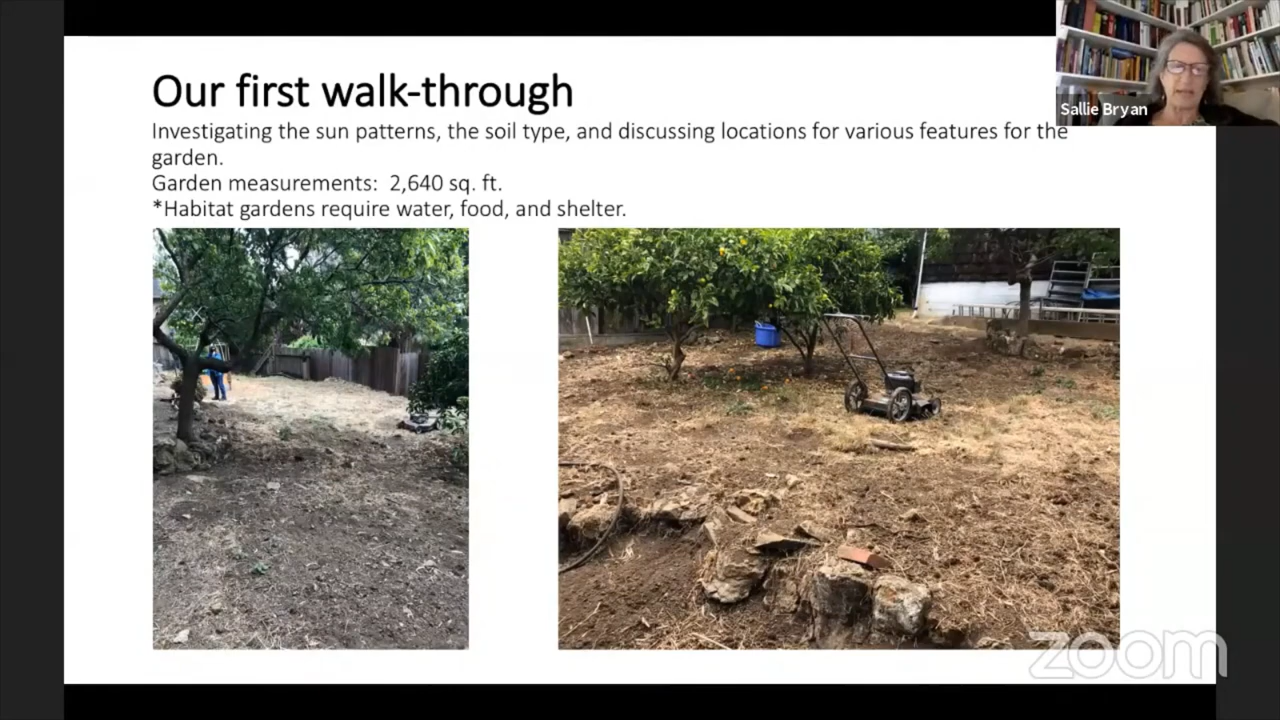 Our first walk-through
Investigating the sun patterns, the soil type, and discussing locations for various features for the
garden.
Garden measurements:  2,640 sq. ft.
*Habitat gardens require water, food, and shelter.
Sallie Bryan
zoom